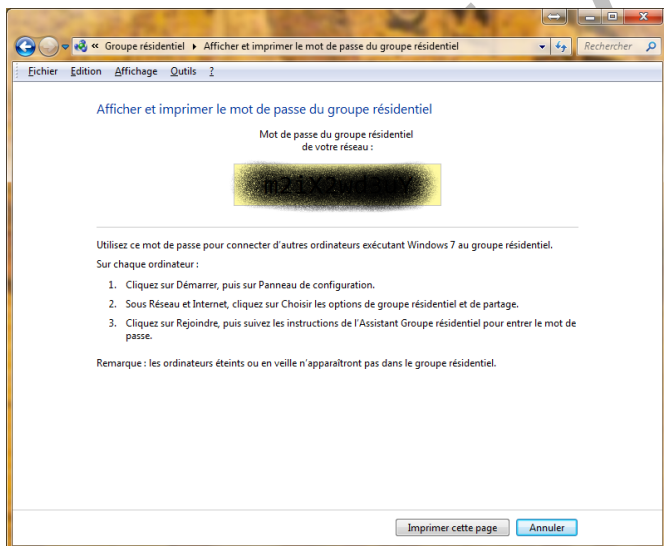 Groupe résidentiel ▸ Afficher et imprimer le mot de passe du groupe résidentiel
Rechercher
Fichier Edition Affichage Outils ?
Afficher et imprimer le mot de passe du groupe résidentiel
Mot de passe du groupe résidentiel
de votre réseau :
Utilisez ce mot de passe pour connecter d'autres ordinateurs exécutant Windows 7 au groupe résidentiel.
Sur chaque ordinateur :
1. Cliquez sur Démarrer, puis sur Panneau de configuration.
2. Sous Réseau et Internet, cliquez sur Choisir les options de groupe résidentiel et de partage.
3. Cliquez sur Rejoindre, puis suivez les instructions de l'Assistant Groupe résidentiel pour entrer le mot de
passe.
Remarque : les ordinateurs éteints ou en veille n'apparaîtront pas dans le groupe résidentiel.
Imprimer cette page Annuler